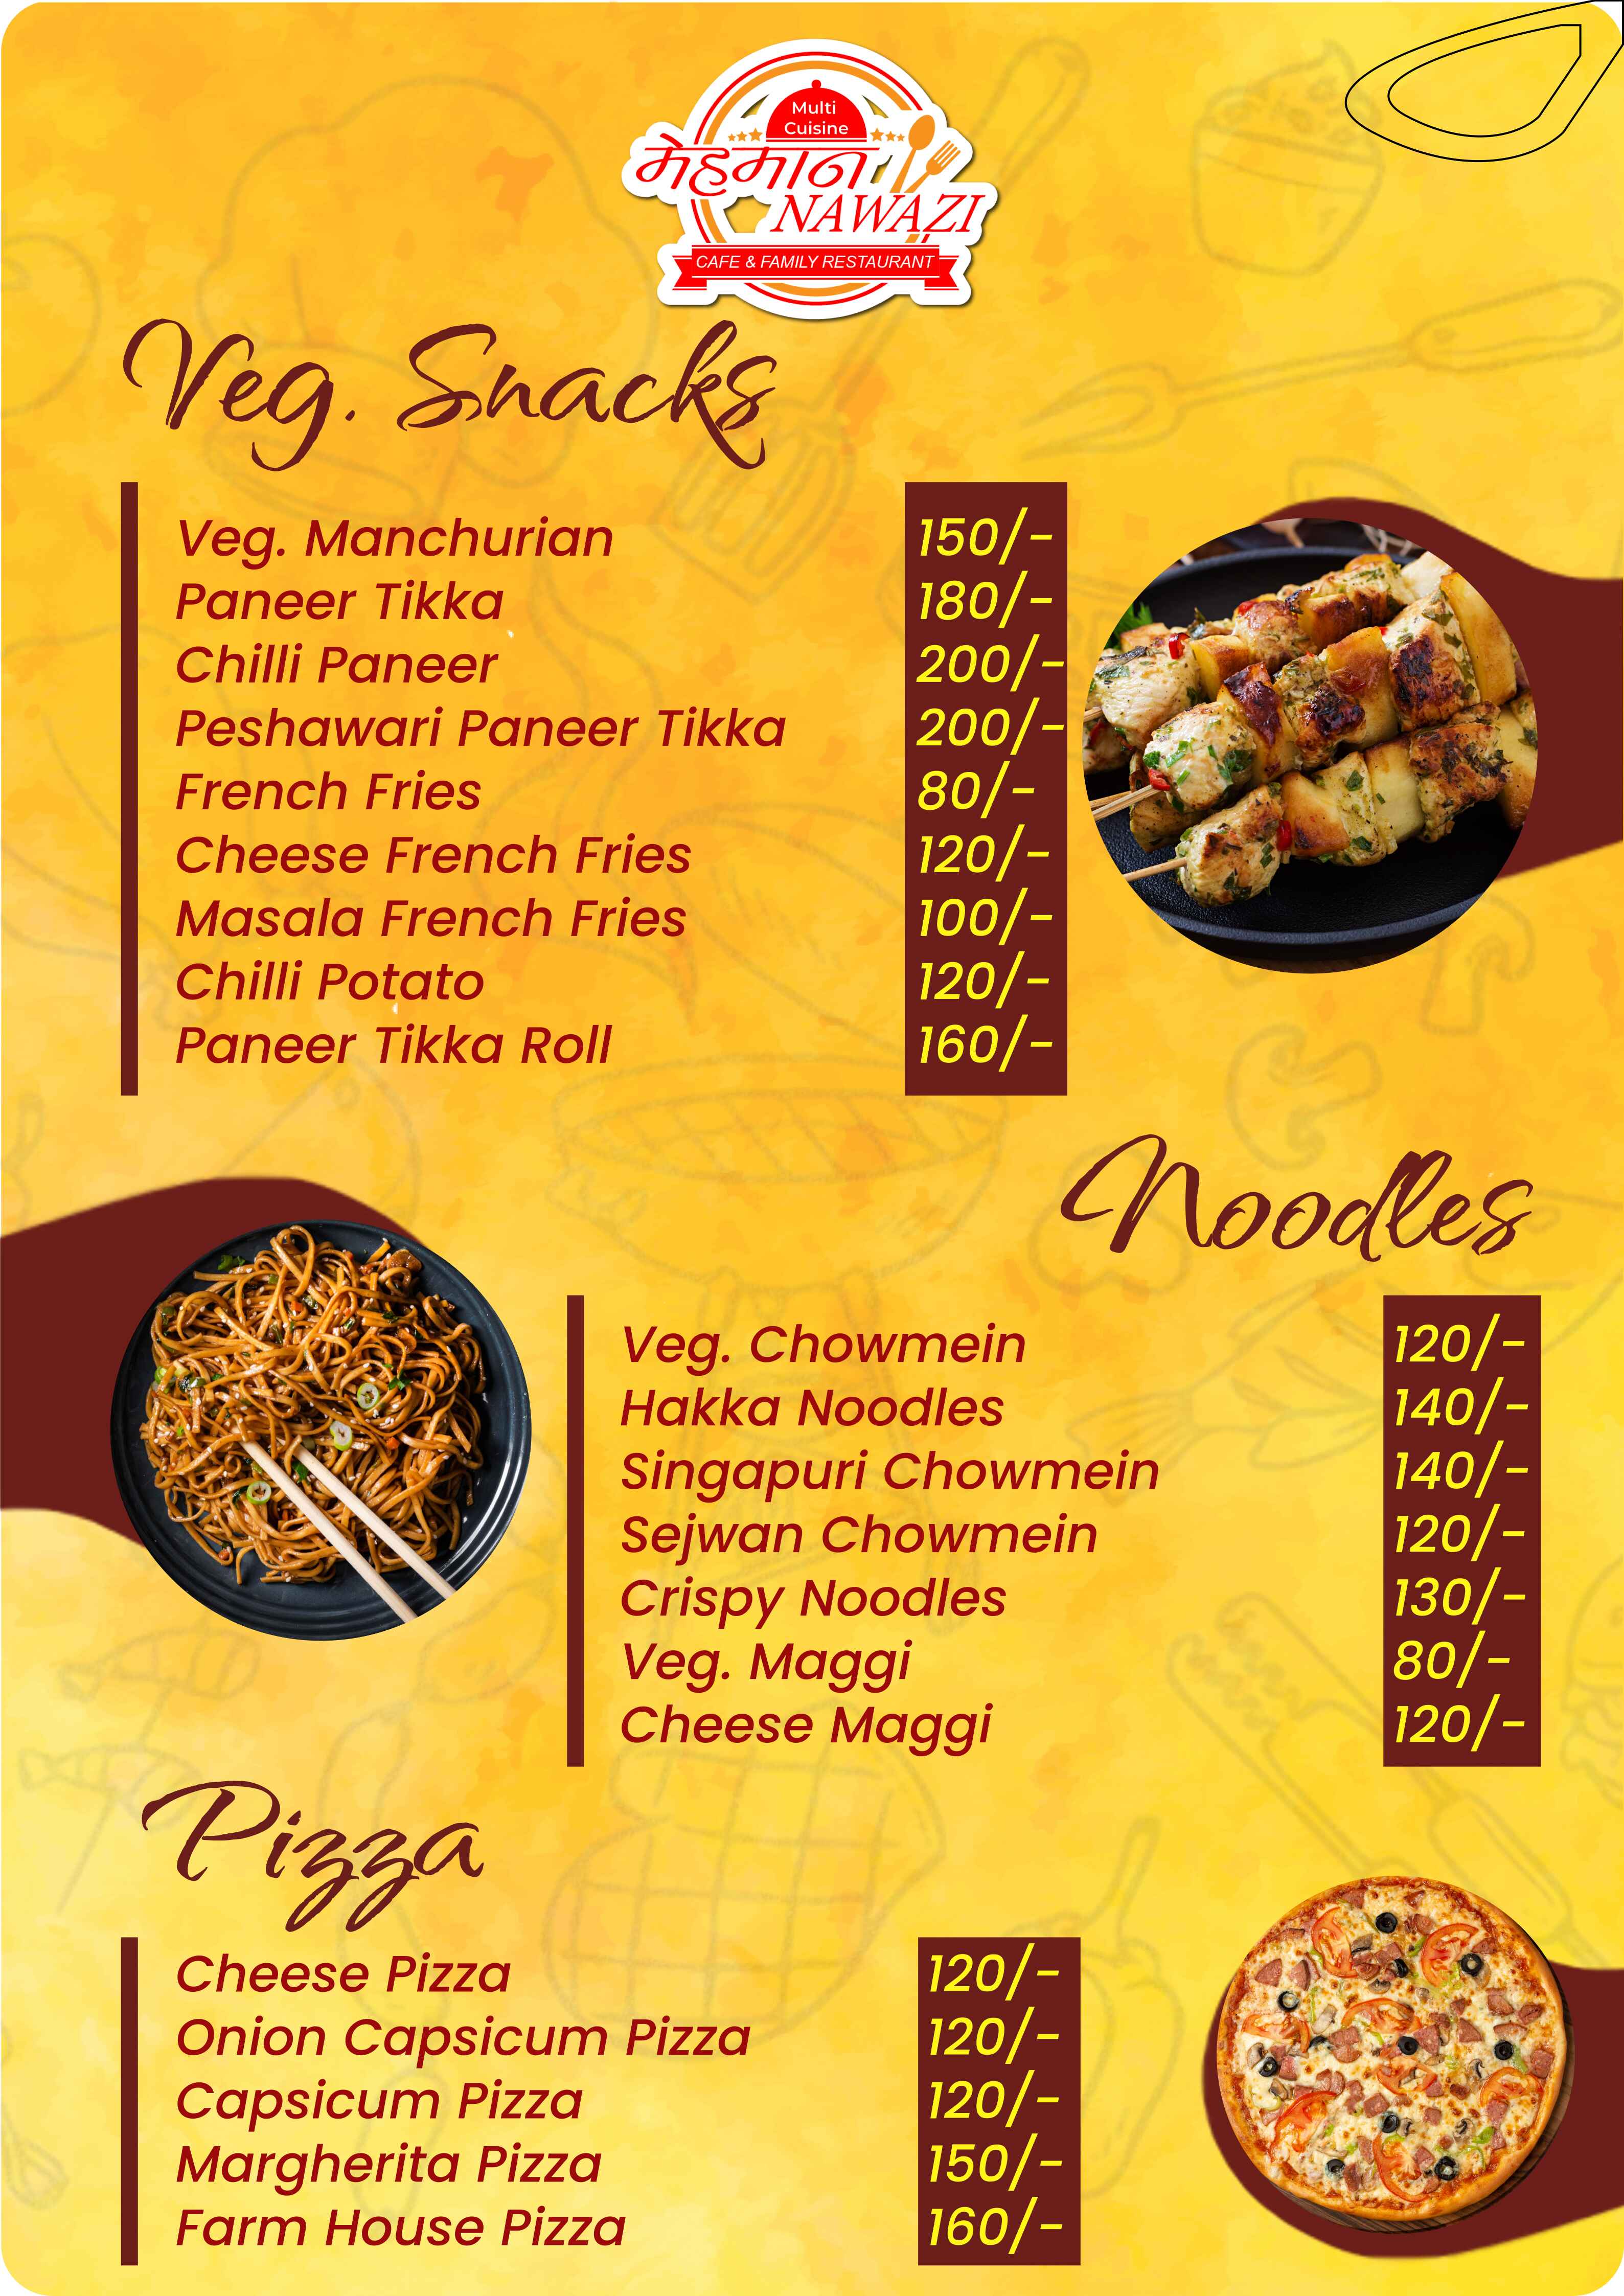 Multi
Cuisine
मेहमान
NAWAZI
CAFE & FAMILY RESTAURANT
Veg. Snacks
Veg. Manchurian 150/-
Paneer Tikka 180/-
Chilli Paneer 200/-
Peshawari Paneer Tikka 200/-
French Fries 80/-
Cheese French Fries 120/-
Masala French Fries 100/-
Chilli Potato 120/-
Paneer Tikka Roll 160/-
Noodles
Veg. Chowmein 120/-
Hakka Noodles 140/-
Singapuri Chowmein 140/-
Sejwan Chowmein 120/-
Crispy Noodles 130/-
Veg. Maggi 80/-
Cheese Maggi 120/-
Pizza
Cheese Pizza 120/-
Onion Capsicum Pizza 120/-
Capsicum Pizza 120/-
Margherita Pizza 150/-
Farm House Pizza 160/-